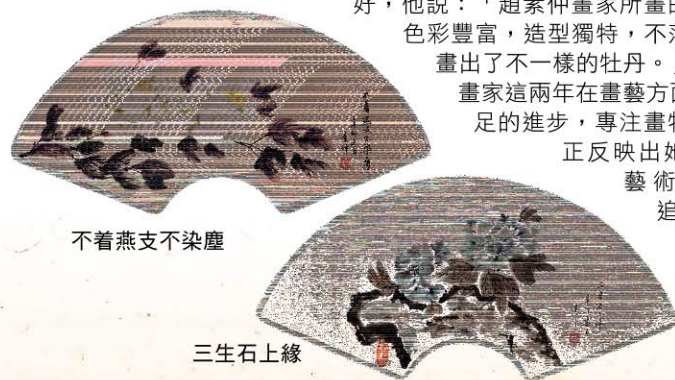 好，他說：「趙素仲畫家所畫的
色彩豐富，造型獨特，不落
畫出了不一樣的牡丹。
畫家這兩年在畫藝方面
足的進步，專注畫牡
正反映出她
藝術
追
不着燕支不染塵
三生石上緣